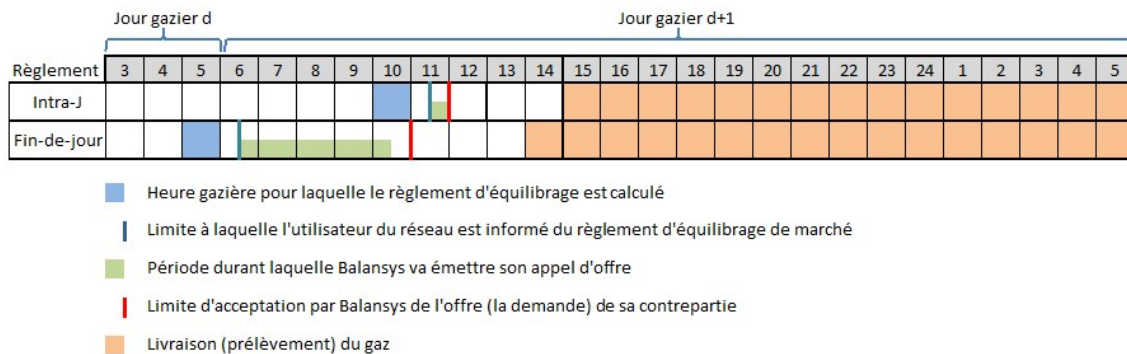 Jour gazier d Jour gazier d+1
Règlement 3 4 5 6 7 8 9 10 11 12 13 14 15 16 17 18 19 20 21 22 23 24 1 2 3 4 5
Intra-J
Fin-de-jour
Heure gazière pour laquelle le règlement d'équilibrage est calculé
Limite à laquelle l'utilisateur du réseau est informé du règlement d'équilibrage de marché
Période durant laquelle Balansys va émettre son appel d'offre
Limite d'acceptation par Balansys de l'offre (la demande) de sa contrepartie
Livraison (prélèvement) du gaz